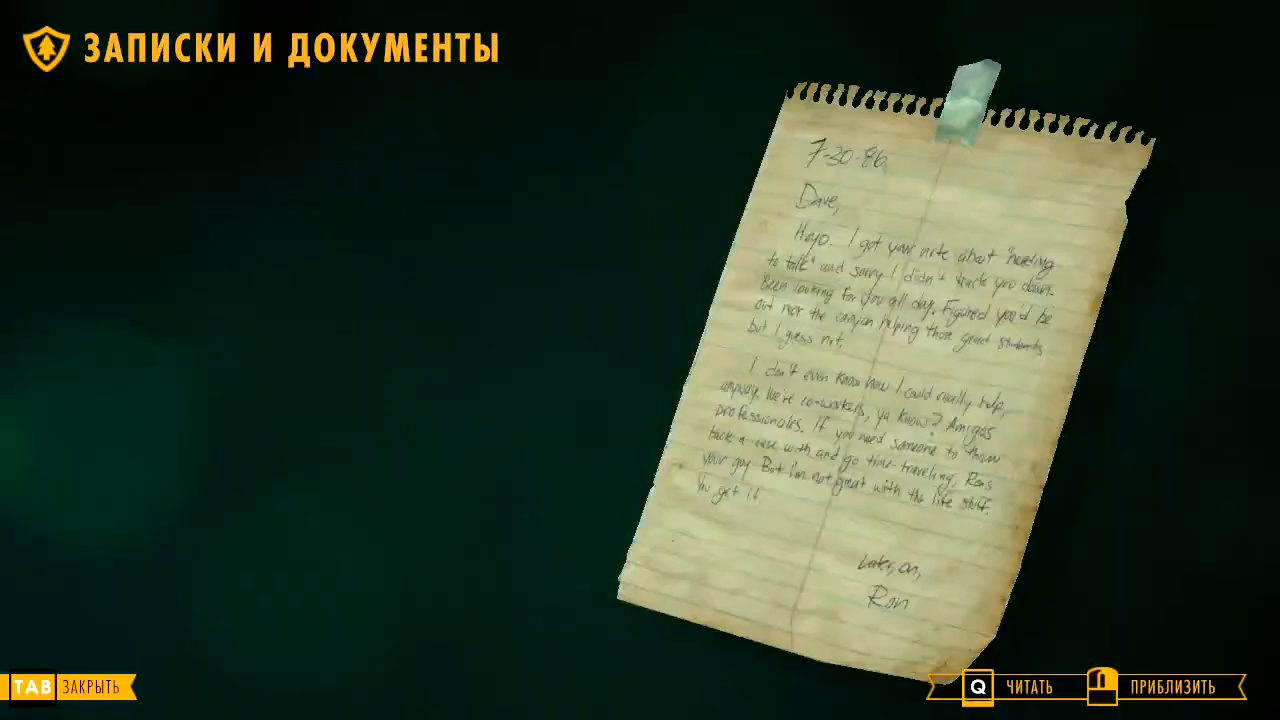 ЗАПИСКИ И ДОКУМЕНТЫ
7-30-86
Dave,
Hayo. I got your note about "needing
to talk" and sorry I didn't track you down.
Been looking for you all day. Figured you'd be
out near the canyon helping those grad students
but I guess not.
I don't even know how I could really help,
anyway. We're co-workers, ya know? Amigos
professionales. If you need someone to throw
back a case with and go time-traveling, Ron's
your guy. But I'm not great with the life stuff.
You get it
Later, on,
Ron
TAB ЗАКРЫТЬ
Q ЧИТАТЬ ПРИБЛИЗИТЬ